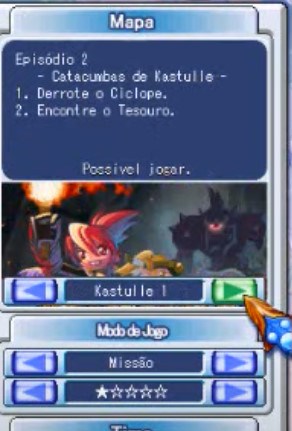 Mapa
Episódio 2
- Catacumbas de Kastulle -
1. Derrote o Ciclope.
2. Encontre o Tesouro.
Possivel jogar.
Kastulle 1
Modo de Jogo
Missão
★☆☆☆☆